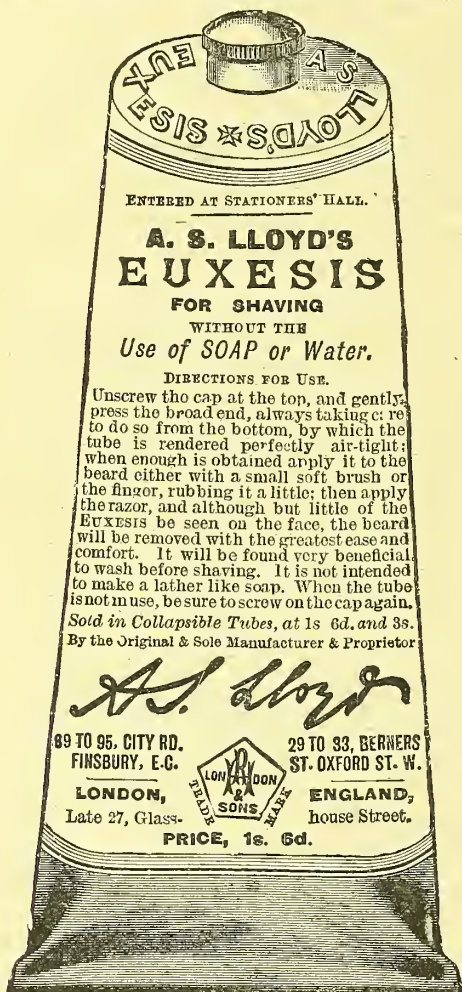 A S LLOYD'S EUXESIS
ENTERED AT STATIONERS' HALL.
A. S. LLOYD'S
EUXESIS
FOR SHAVING
WITHOUT THE
Use of SOAP or Water.
DIRECTIONS FOR USE.
Unscrew the cap at the top, and gently
press the broad end, always taking care
to do so from the bottom, by which the
tube is rendered perfectly air-tight;
when enough is obtained apply it to the
beard either with a small soft brush or
the finger, rubbing it a little; then apply
the razor, and although but little of the
EUXESIS be seen on the face, the beard
will be removed with the greatest ease and
comfort. It will be found very beneficial
to wash before shaving. It is not intended
to make a lather like soap. When the tube
is not in use, be sure to screw on the cap again.
Sold in Collapsible Tubes, at 1s 6d. and 3s.
By the Original & Sole Manufacturer & Proprietor
A.S. Lloyd
89 TO 95, CITY RD. 29 TO 33, BERNERS
FINSBURY, E.C. ST. OXFORD ST. W.
LONDON
& SONS
TRADE MARK
LONDON, ENGLAND,
Late 27, Glass- house Street.
PRICE, 1s. 6d.